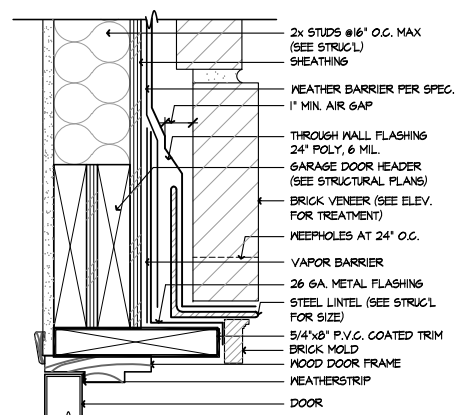 2x STUDS @16" O.C. MAX
(SEE STRUC'L)
SHEATHING
WEATHER BARRIER PER SPEC.
1" MIN. AIR GAP
THROUGH WALL FLASHING
24" POLY, 6 MIL.
GARAGE DOOR HEADER
(SEE STRUCTURAL PLANS)
BRICK VENEER (SEE ELEV.
FOR TREATMENT)
WEEPHOLES AT 24" O.C.
VAPOR BARRIER
26 GA. METAL FLASHING
STEEL LINTEL (SEE STRUC'L
FOR SIZE)
5/4"x8" P.V.C. COATED TRIM
BRICK MOLD
WOOD DOOR FRAME
WEATHERSTRIP
DOOR